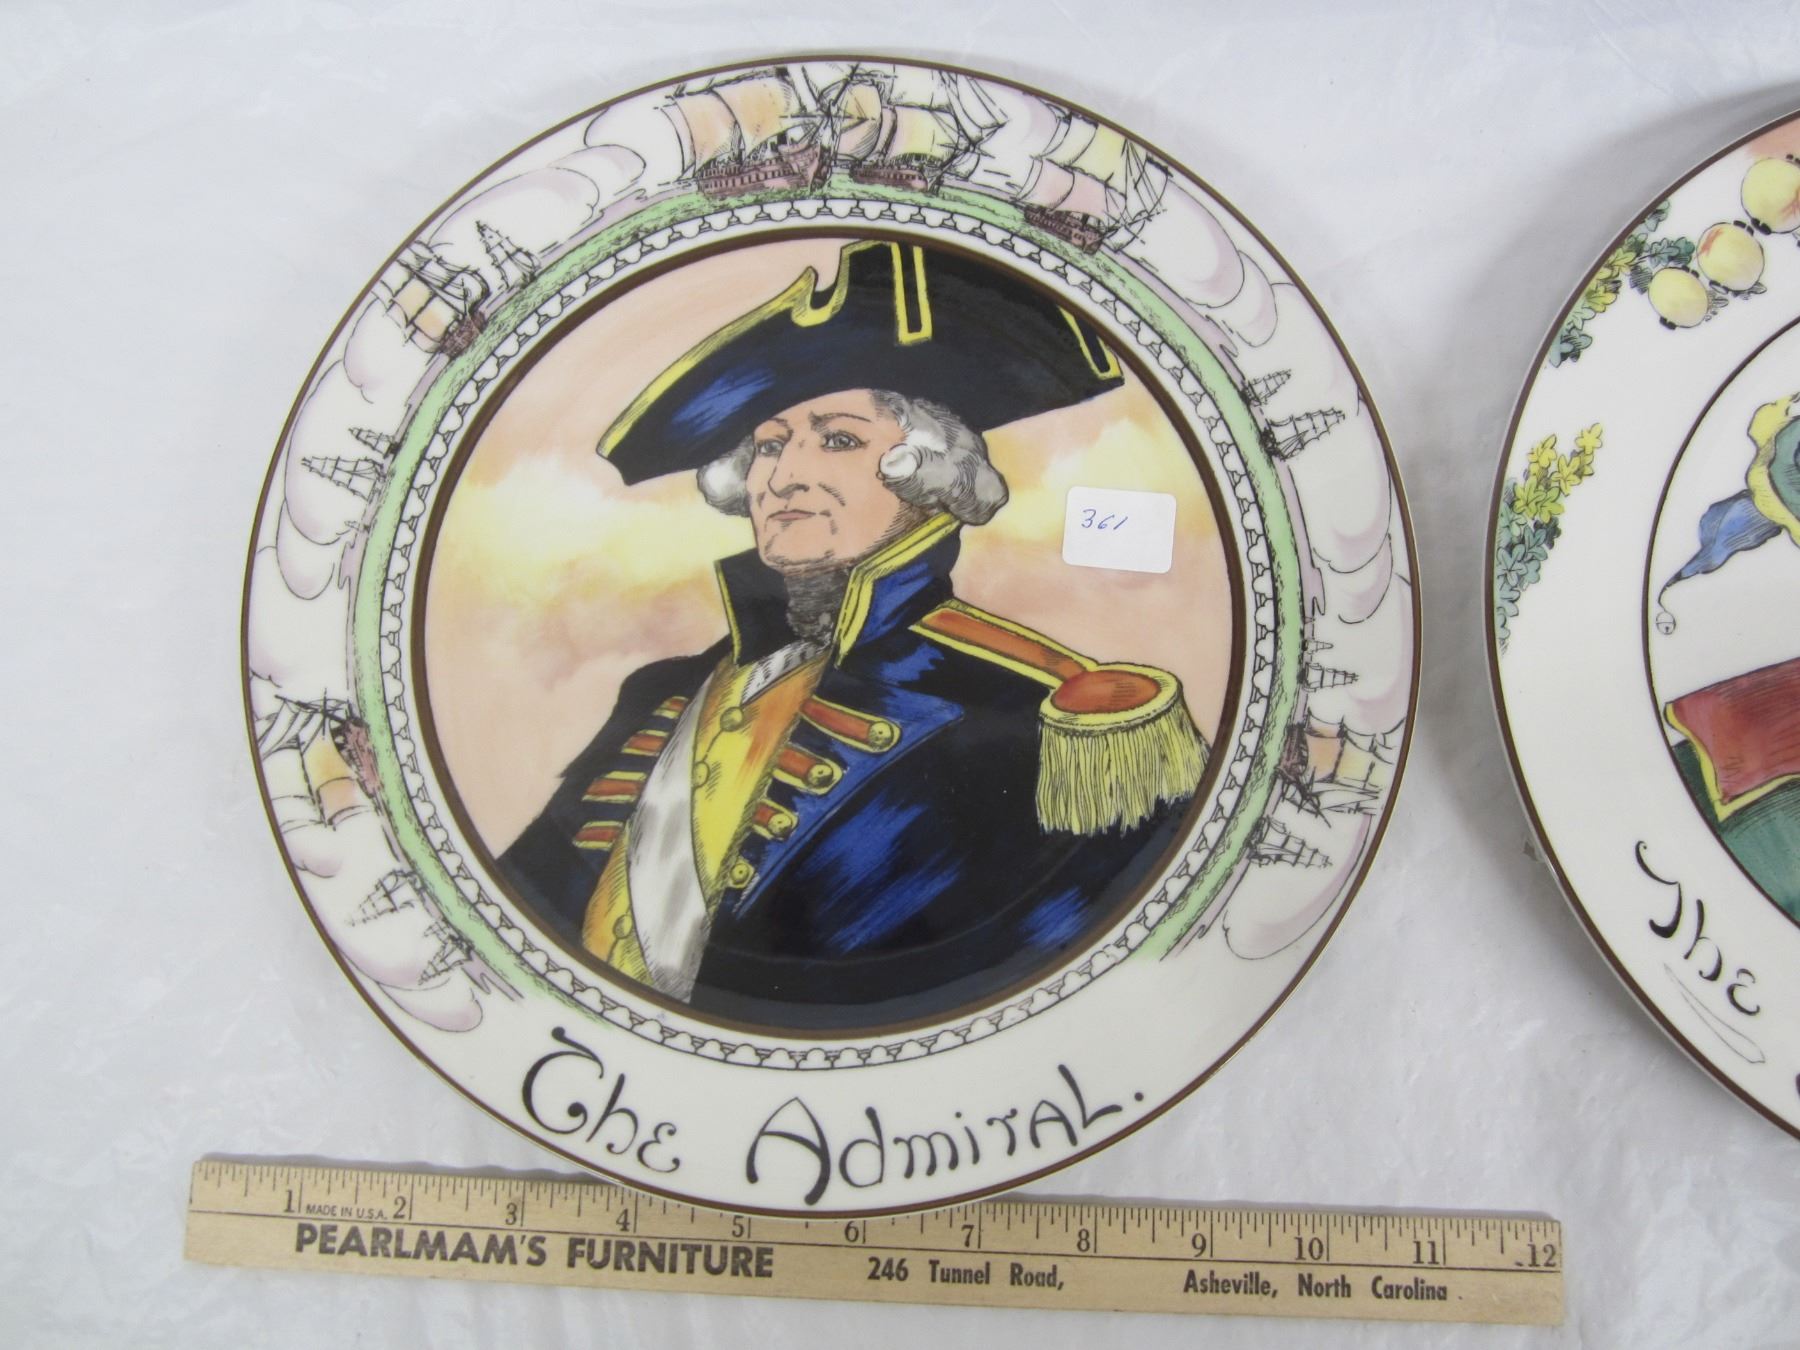 361
The Admiral.
The
1 MADE IN U.S.A. 2 3 4 5 6 7 8 9 10 11 12
PEARLMAM'S FURNITURE 246 Tunnel Road, Asheville, North Carolina